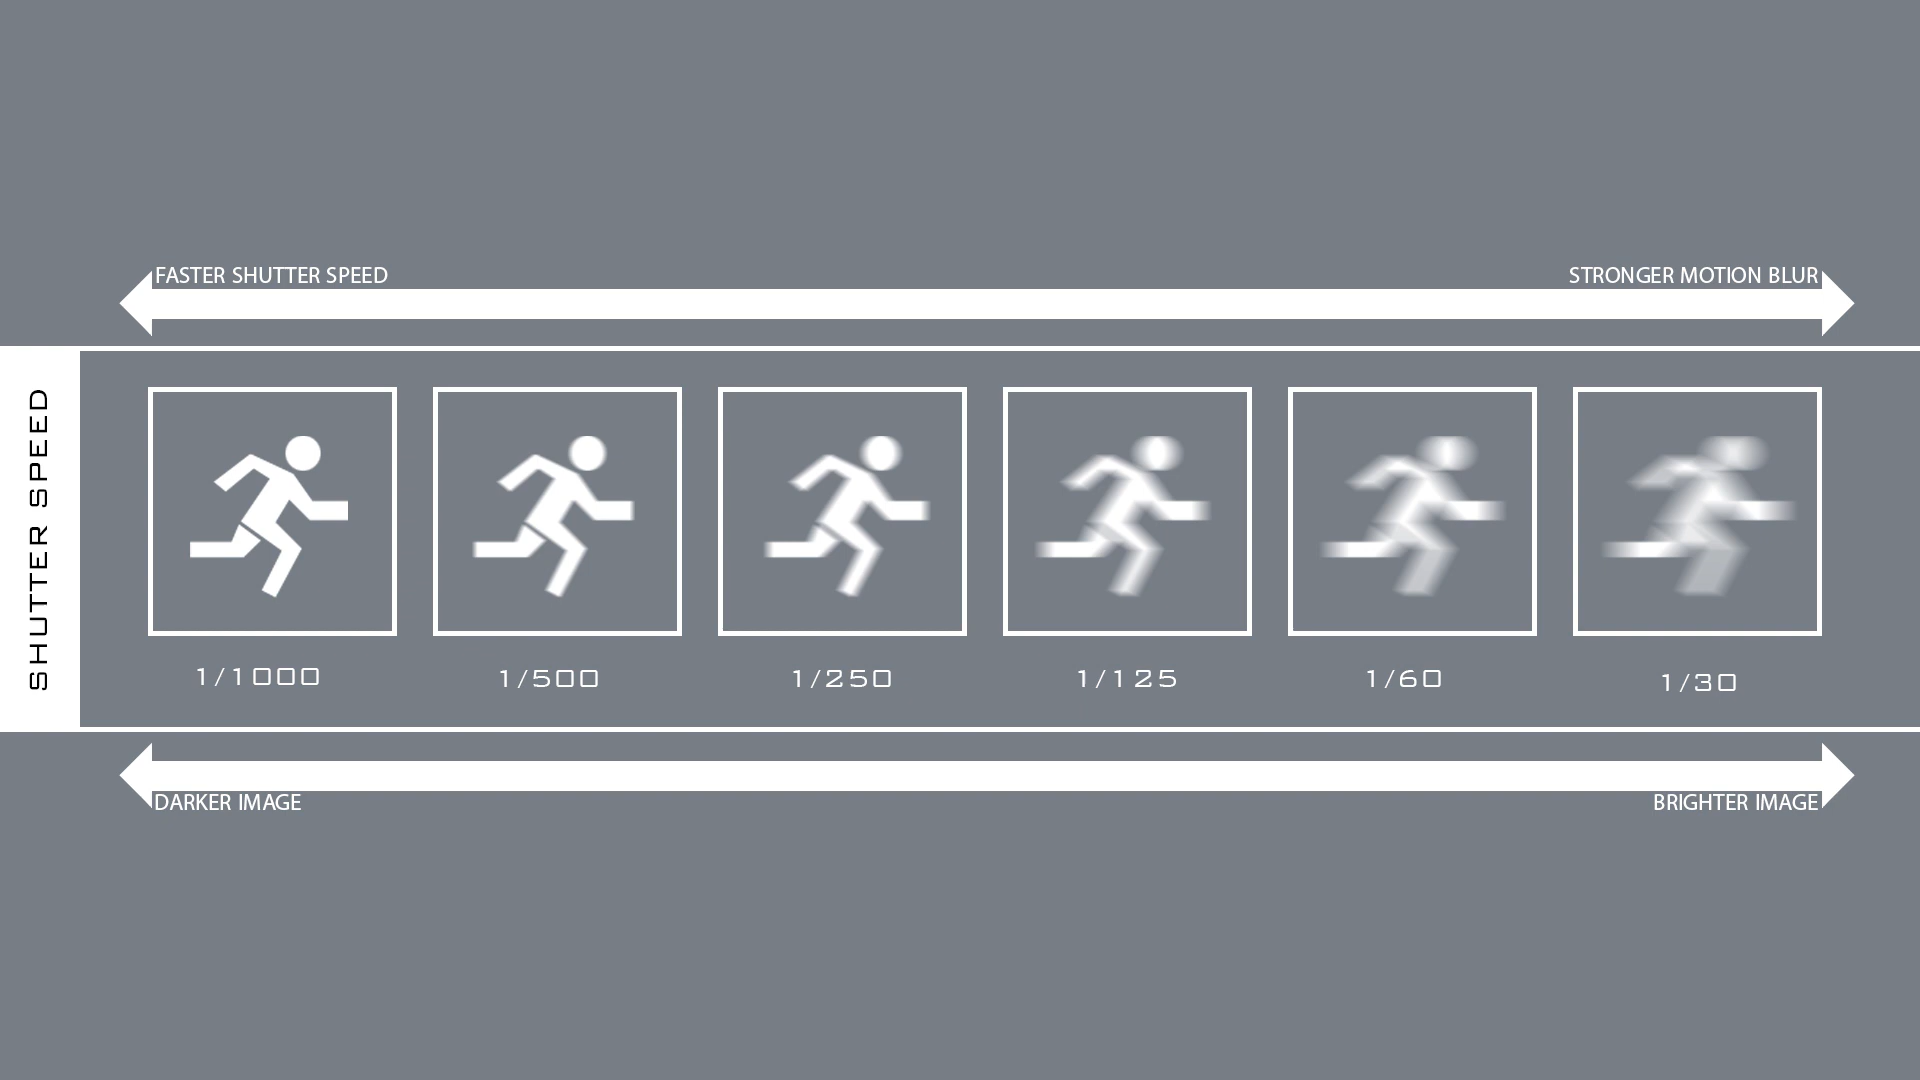 FASTER SHUTTER SPEED
STRONGER MOTION BLUR
SHUTTER SPEED
1/1000
1/500
1/250
1/125
1/60
1/30
DARKER IMAGE
BRIGHTER IMAGE